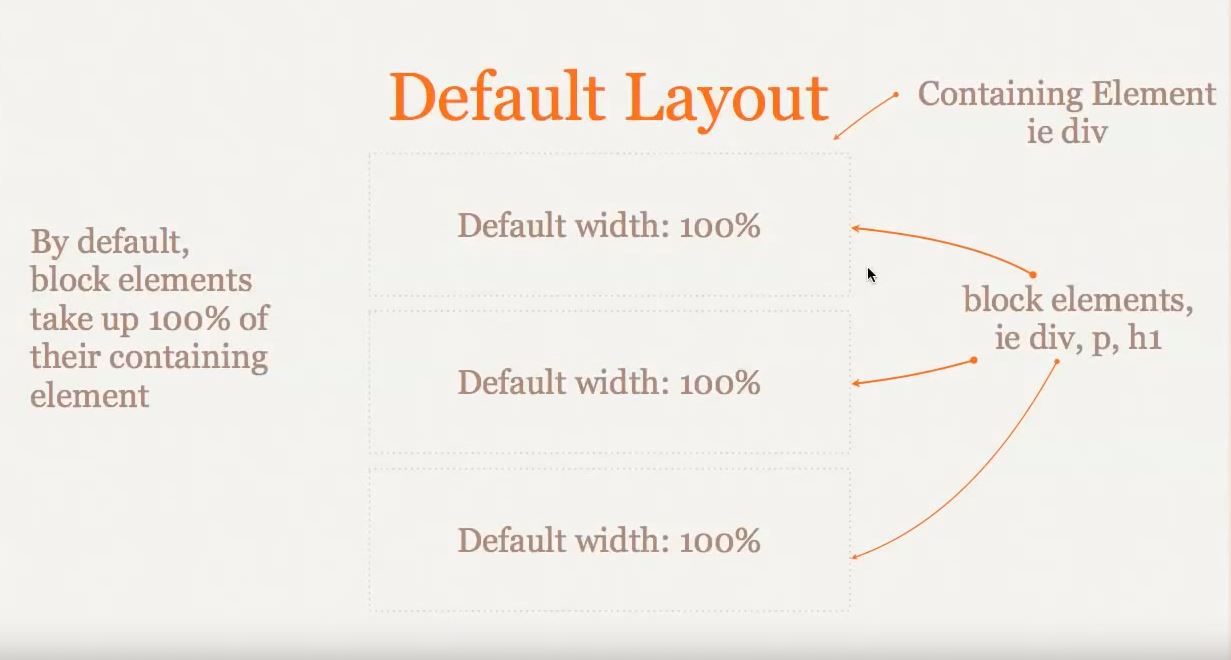 Default Layout
Containing Element
ie div
Default width: 100%
By default,
block elements
take up 100% of
their containing
element
block elements,
ie div, p, h1
Default width: 100%
Default width: 100%